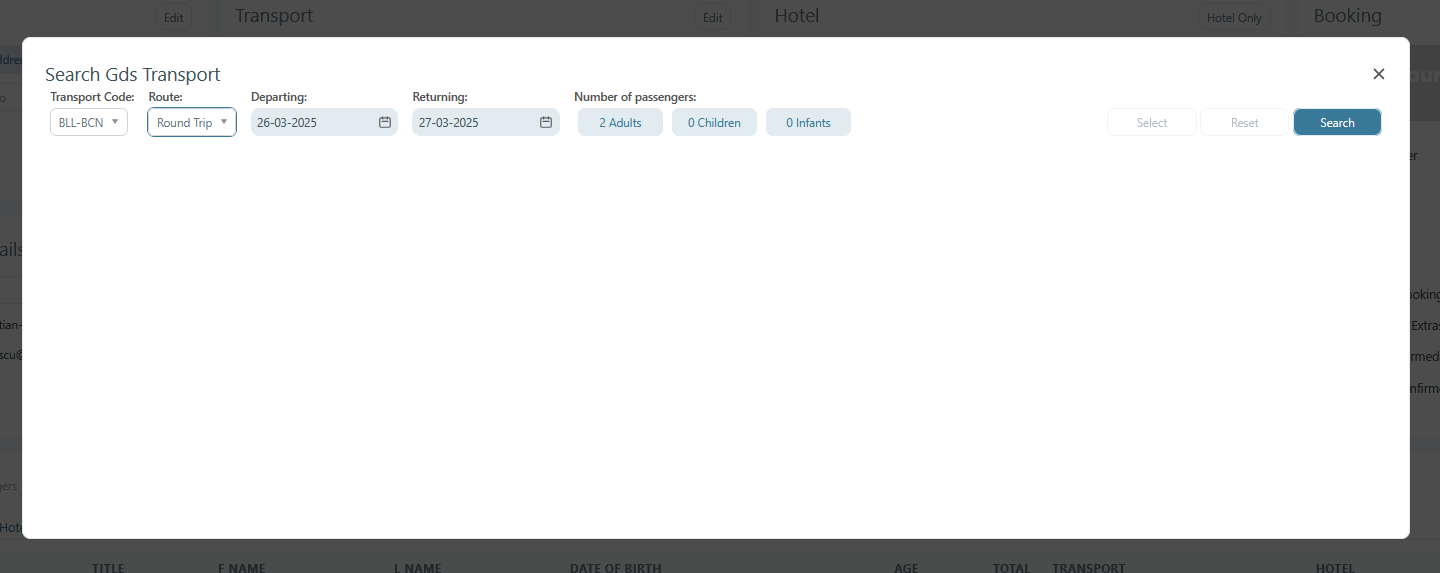 Edit Transport Edit Hotel Hotel Only Booking
Search Gds Transport
Transport Code: Route: Departing: Returning: Number of passengers:
BLL-BCN Round Trip 26-03-2025 27-03-2025 2 Adults 0 Children 0 Infants Select Reset Search
Extras
TITLE F NAME L NAME DATE OF BIRTH AGE TOTAL TRANSPORT HOTEL